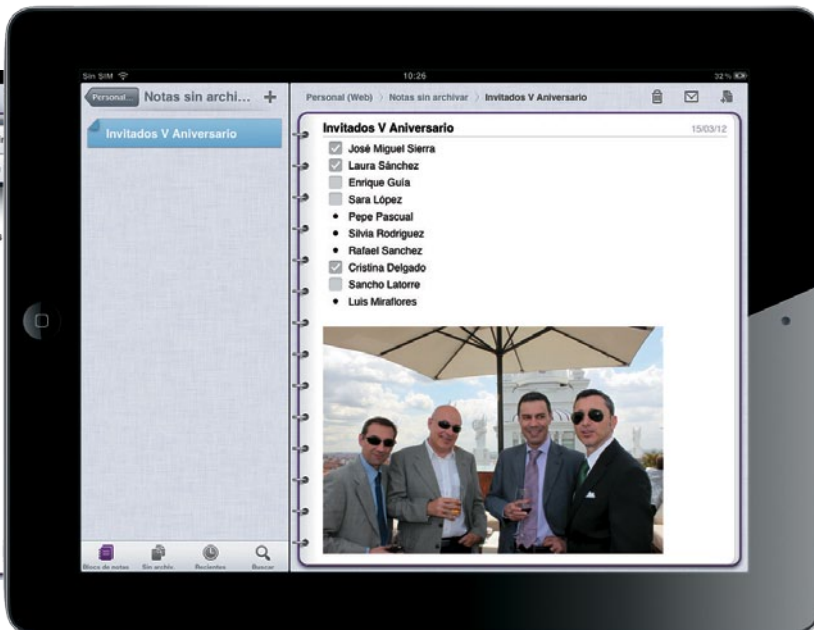 Sin SIM 10:26 32 %
Personal... Notas sin archi... +
Personal (Web) Notas sin archivar Invitados V Aniversario
Invitados V Aniversario
Invitados V Aniversario 15/03/12
José Miguel Sierra
Laura Sánchez
Enrique Guía
Sara López
• Pepe Pascual
• Silvia Rodriguez
• Rafael Sanchez
Cristina Delgado
Sancho Latorre
• Luis Miraflores
Blocs de notas Sin archiv. Recientes Buscar